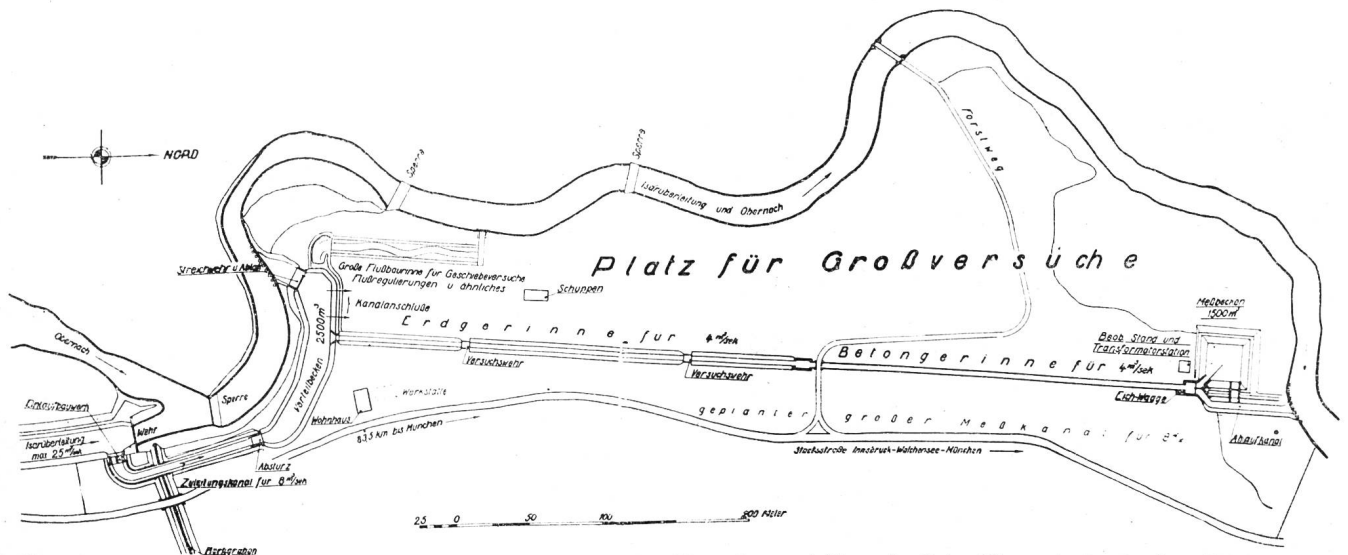 NORD
Sperre
Sperre
Isarüberleitung und Obernach
Forstweg
Streichwehr u. Ablaß
Große Flußbaurinne für Geschiebeversuche
Flußregulierungen u ähnliches
Schuppen
Platz für Großversüche
Kanalanschlüße
Verteilbecken 2500 m³
Erdgerinne für 4 m³/sek
Versuchswehr
Versuchswehr
Betongerinne für 4 m³/sek
Meßbecken
1500 m³
Beob. Stand und
Transformatorstation
Eich-Waage
Ablaufkanal
Obernach
Sperre
Einlaufbauwerk
Wehr
Isarüberleitung
max 25 m³/sek
Zuleitungskanal für 8 m³/sek
Absturz
Wohnhaus
Werkstätte
83,5 km bis München
geplanter großer Meßkanal für 8
Staatsstraße Innsbruck-Walchensee-München
25 0 50 100 200 Meter